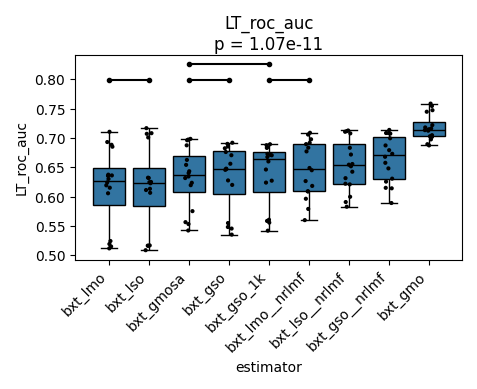 LT_roc_auc
p = 1.07e-11
LT_roc_auc
0.80
0.75
0.70
0.65
0.60
0.55
0.50
bxt_lmo
bxt_lso
bxt_gmosa
bxt_gso
bxt_gso_1k
bxt_lmo__nrlmf
bxt_lso__nrlmf
bxt_gso__nrlmf
bxt_gmo
estimator